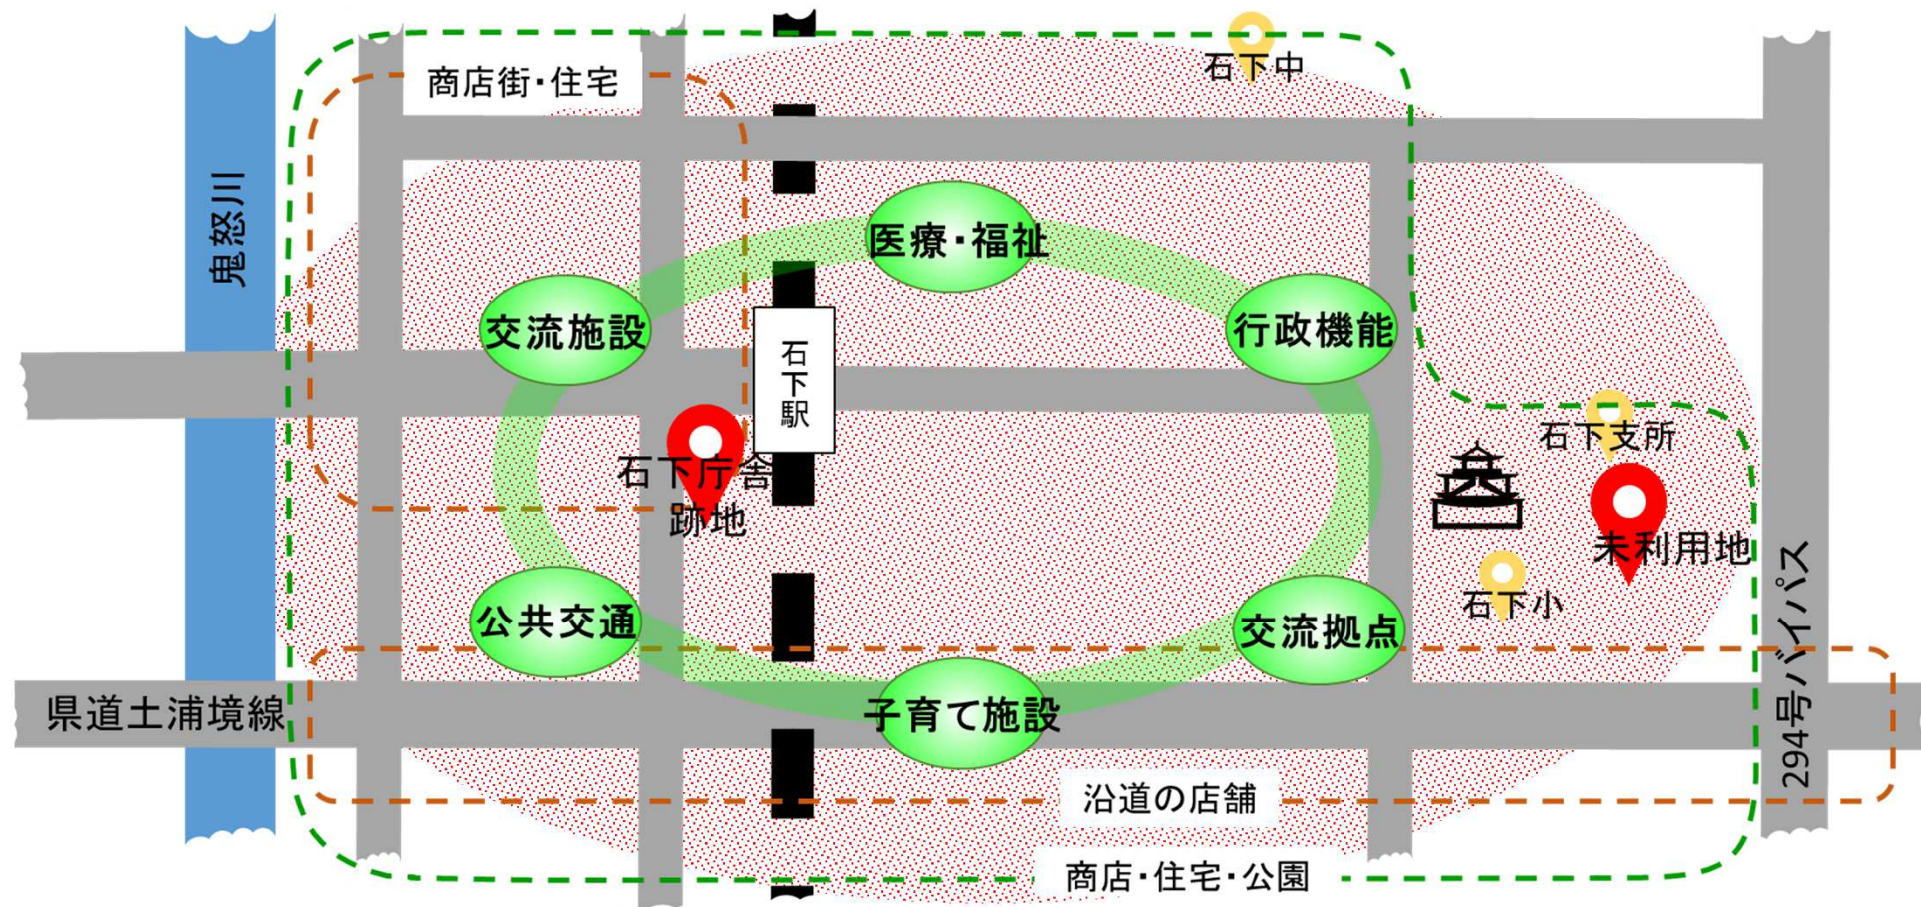 石下中
商店街・住宅
鬼怒川
医療・福祉
交流施設
行政機能
石下駅
石下支所
石下庁舎
跡地
未利用地
石下小
公共交通
交流拠点
県道土浦境線
子育て施設
294号バイパス
沿道の店舗
商店・住宅・公園